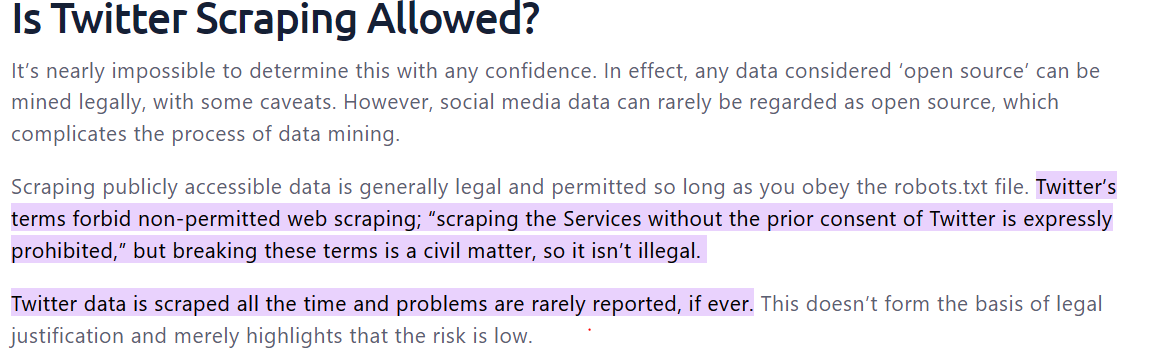 Is Twitter Scraping Allowed?
It’s nearly impossible to determine this with any confidence. In effect, any data considered ‘open source’ can be
mined legally, with some caveats. However, social media data can rarely be regarded as open source, which
complicates the process of data mining.
Scraping publicly accessible data is generally legal and permitted so long as you obey the robots.txt file. Twitter’s
terms forbid non-permitted web scraping; “scraping the Services without the prior consent of Twitter is expressly
prohibited,” but breaking these terms is a civil matter, so it isn’t illegal.
Twitter data is scraped all the time and problems are rarely reported, if ever. This doesn’t form the basis of legal
justification and merely highlights that the risk is low.